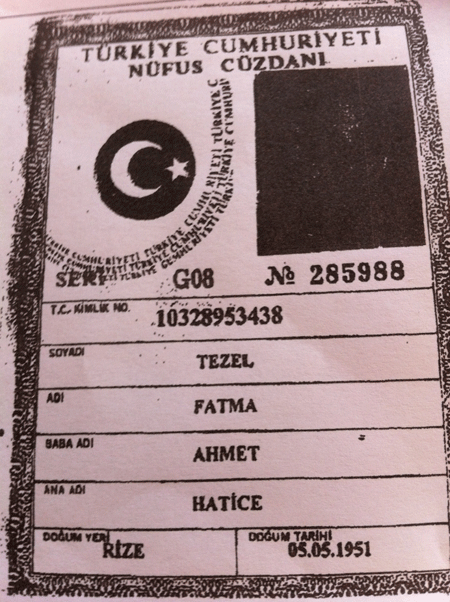 TÜRKİYE CUMHURİYETİ
NÜFUS CÜZDANI
SERİ G08 № 285988
T.C. KİMLİK NO. 10328953438
SOYADI TEZEL
ADI FATMA
BABA ADI AHMET
ANA ADI HATİCE
DOĞUM YERİ RİZE
DOĞUM TARİHİ 05.05.1951